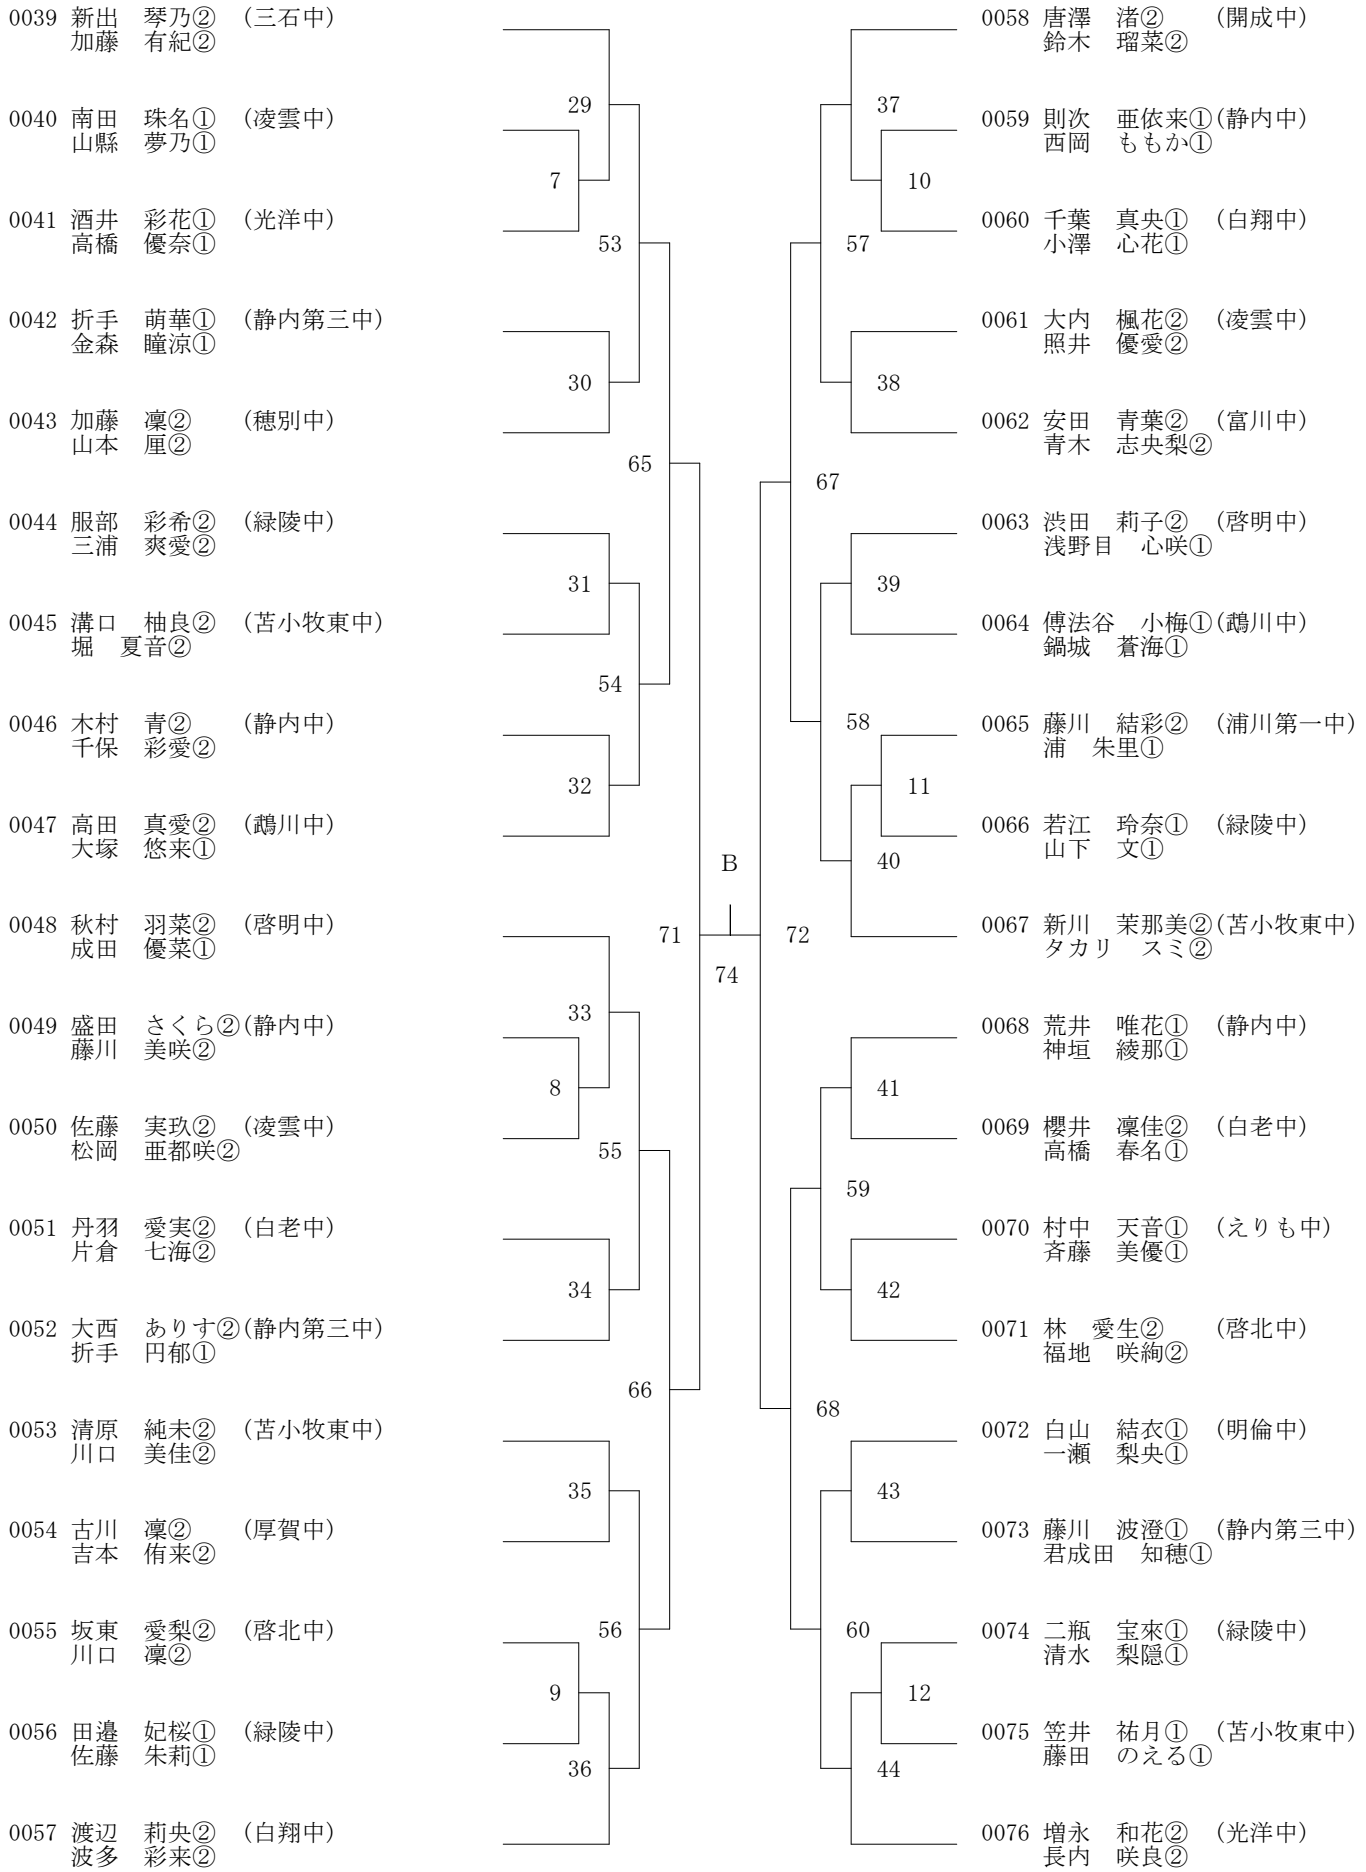 0039 新出　琴乃②　(三石中)
加藤　有紀②
0040 南田　珠名①　(凌雲中)
山縣　夢乃①
0041 酒井　彩花①　(光洋中)
高橋　優奈①
0042 折手　萌華①　(静内第三中)
金森　瞳涼①
0043 加藤　凜②　(穂別中)
山本　厘②
0044 服部　彩希②　(緑陵中)
三浦　爽愛②
0045 溝口　柚良②　(苫小牧東中)
堀　夏音②
0046 木村　青②　(静内中)
千保　彩愛②
0047 高田　真愛②　(鵡川中)
大塚　悠来①
0048 秋村　羽菜②　(啓明中)
成田　優菜①
0049 盛田　さくら②(静内中)
藤川　美咲②
0050 佐藤　実玖②　(凌雲中)
松岡　亜都咲②
0051 丹羽　愛実②　(白老中)
片倉　七海②
0052 大西　ありす②(静内第三中)
折手　円郁①
0053 清原　純未②　(苫小牧東中)
川口　美佳②
0054 古川　凜②　(厚賀中)
吉本　侑来②
0055 坂東　愛梨②　(啓北中)
川口　凜②
0056 田邉　妃桜①　(緑陵中)
佐藤　朱莉①
0057 渡辺　莉央②　(白翔中)
波多　彩来②
29
7
53
30
65
31
54
32
71
33
8
55
34
66
35
56
9
36
B
74
72
37
10
57
38
67
39
58
11
40
41
59
42
68
43
60
12
44
0058 唐澤　渚②　(開成中)
鈴木　瑠菜②
0059 則次　亜依来①(静内中)
西岡　ももか①
0060 千葉　真央①　(白翔中)
小澤　心花①
0061 大内　楓花②　(凌雲中)
照井　優愛②
0062 安田　青葉②　(富川中)
青木　志央梨②
0063 渋田　莉子②　(啓明中)
浅野目　心咲①
0064 傅法谷　小梅①(鵡川中)
鍋城　蒼海①
0065 藤川　結彩②　(浦川第一中)
浦　朱里①
0066 若江　玲奈①　(緑陵中)
山下　文①
0067 新川　茉那美②(苫小牧東中)
タカリ　スミ②
0068 荒井　唯花①　(静内中)
神垣　綾那①
0069 櫻井　凜佳②　(白老中)
高橋　春名①
0070 村中　天音①　(えりも中)
斉藤　美優①
0071 林　愛生②　(啓北中)
福地　咲絢②
0072 白山　結衣①　(明倫中)
一瀬　梨央①
0073 藤川　波澄①　(静内第三中)
君成田　知穂①
0074 二瓶　宝來①　(緑陵中)
清水　梨隠①
0075 笠井　祐月①　(苫小牧東中)
藤田　のえる①
0076 増永　和花②　(光洋中)
長内　咲良②